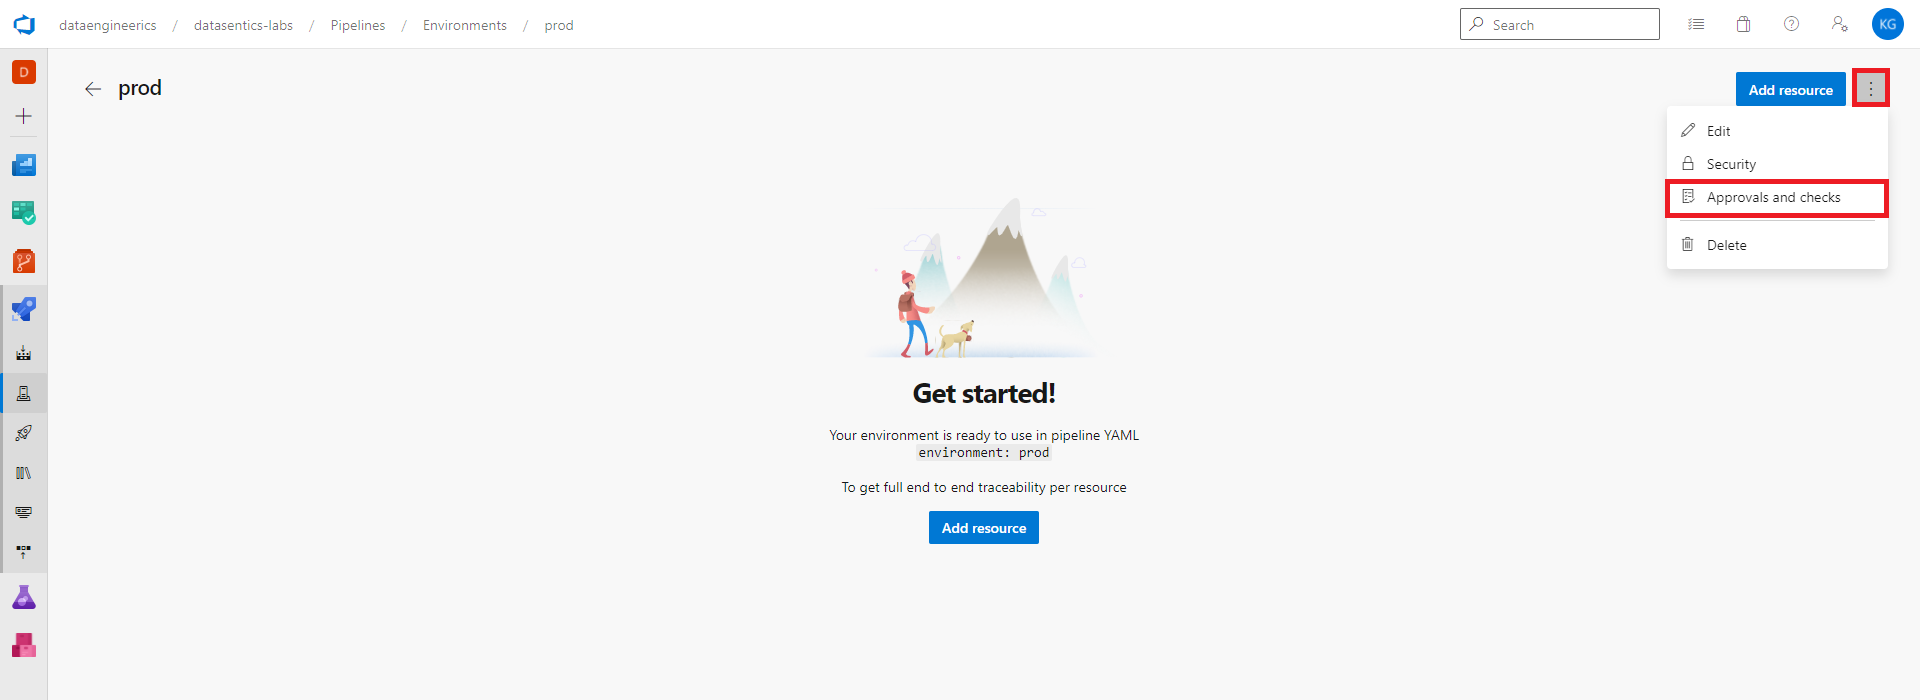 dataengineerics / datasentics-labs / Pipelines / Environments / prod
Search
KG
D
prod
Add resource
Edit
Security
Approvals and checks
Delete
Get started!
Your environment is ready to use in pipeline YAML
environment: prod
To get full end to end traceability per resource
Add resource